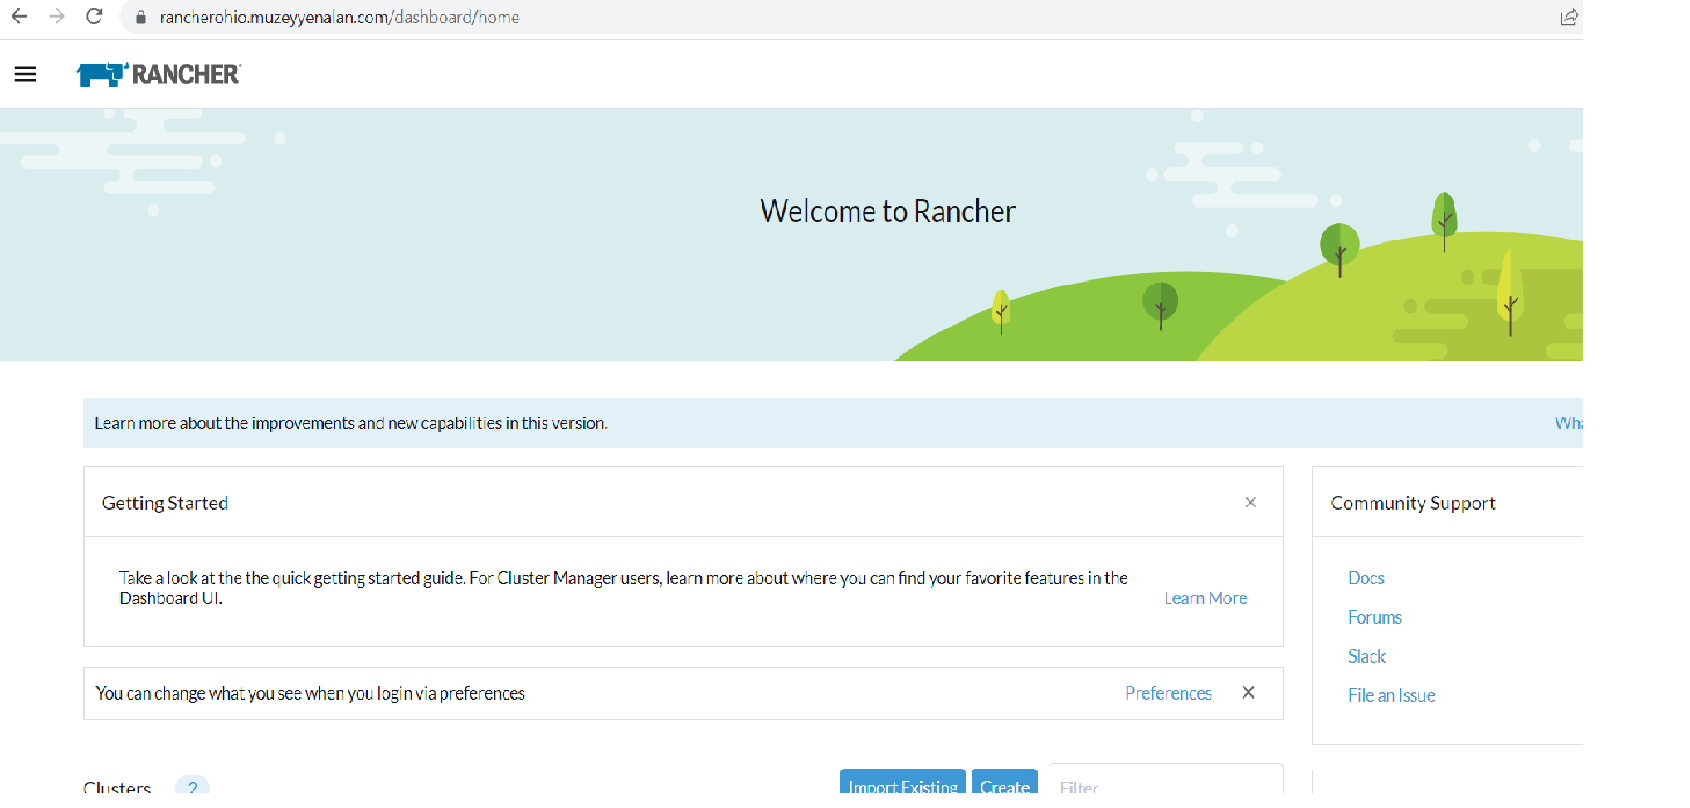 rancherohio.muzeyyenalan.com/dashboard/home
RANCHER
Welcome to Rancher
Learn more about the improvements and new capabilities in this version.
Getting Started
Take a look at the the quick getting started guide. For Cluster Manager users, learn more about where you can find your favorite features in the
Dashboard UI.
Learn More
You can change what you see when you login via preferences
Preferences
Community Support
Docs
Forums
Slack
File an Issue
Clusters 2
Import Existing
Create
Filter